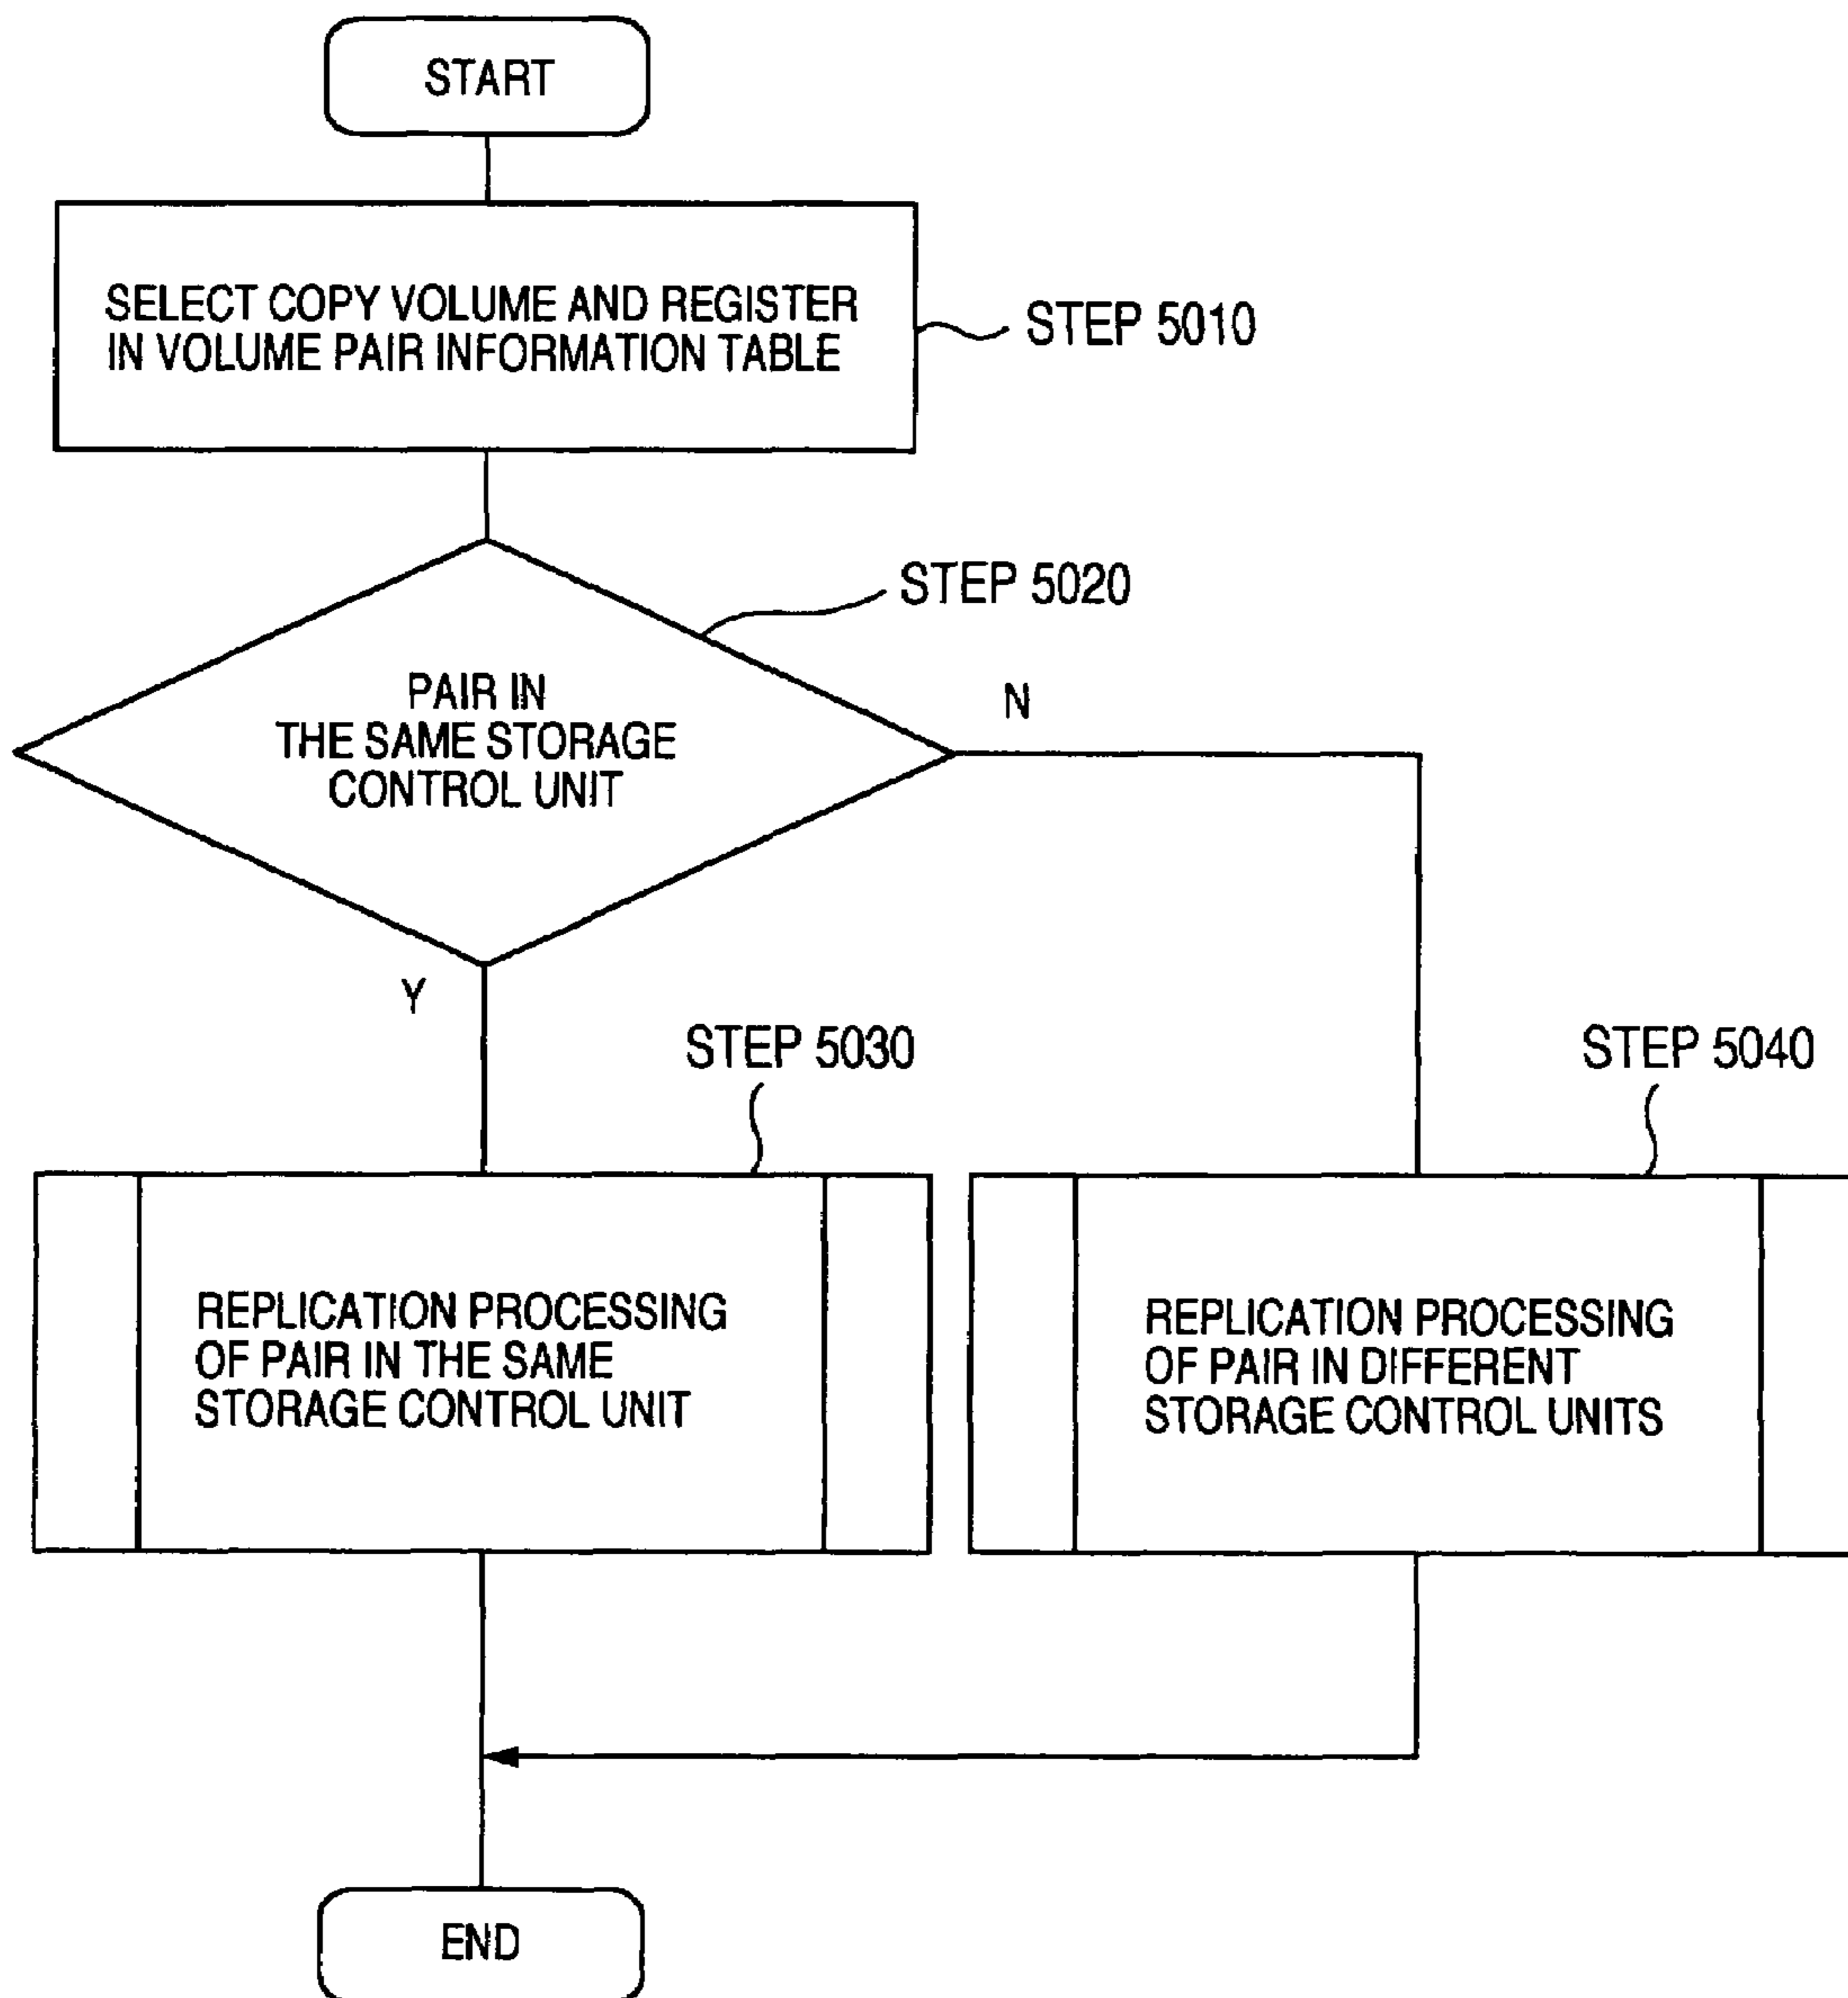 START
SELECT COPY VOLUME AND REGISTER
IN VOLUME PAIR INFORMATION TABLE
STEP 5010
STEP 5020
PAIR IN
THE SAME STORAGE
CONTROL UNIT
N
Y
STEP 5030
STEP 5040
REPLICATION PROCESSING
OF PAIR IN THE SAME
STORAGE CONTROL UNIT
REPLICATION PROCESSING
OF PAIR IN DIFFERENT
STORAGE CONTROL UNITS
END